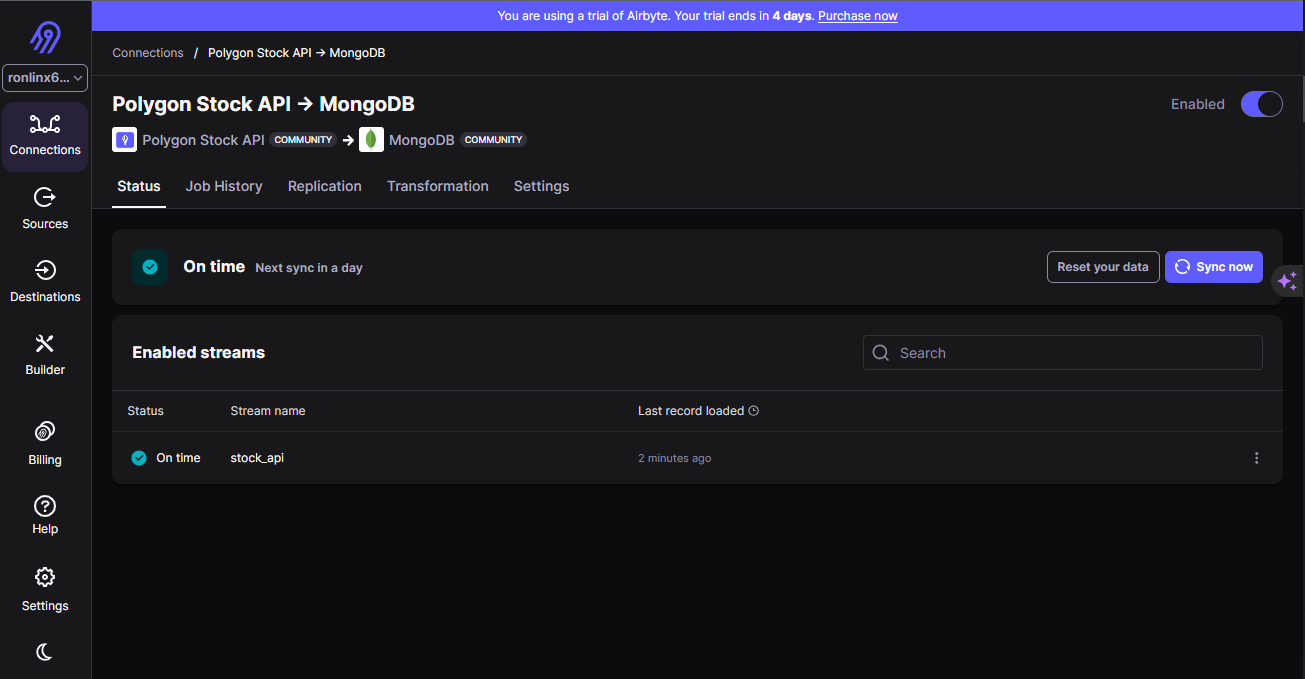 You are using a trial of Airbyte. Your trial ends in 4 days. Purchase now
ronlinx6...
Connections
Sources
Destinations
Builder
Billing
Help
Settings
Connections / Polygon Stock API → MongoDB
Polygon Stock API → MongoDB
Enabled
Polygon Stock API COMMUNITY → MongoDB COMMUNITY
Status Job History Replication Transformation Settings
On time Next sync in a day
Reset your data Sync now
Enabled streams
Search
Status Stream name Last record loaded
On time stock_api 2 minutes ago